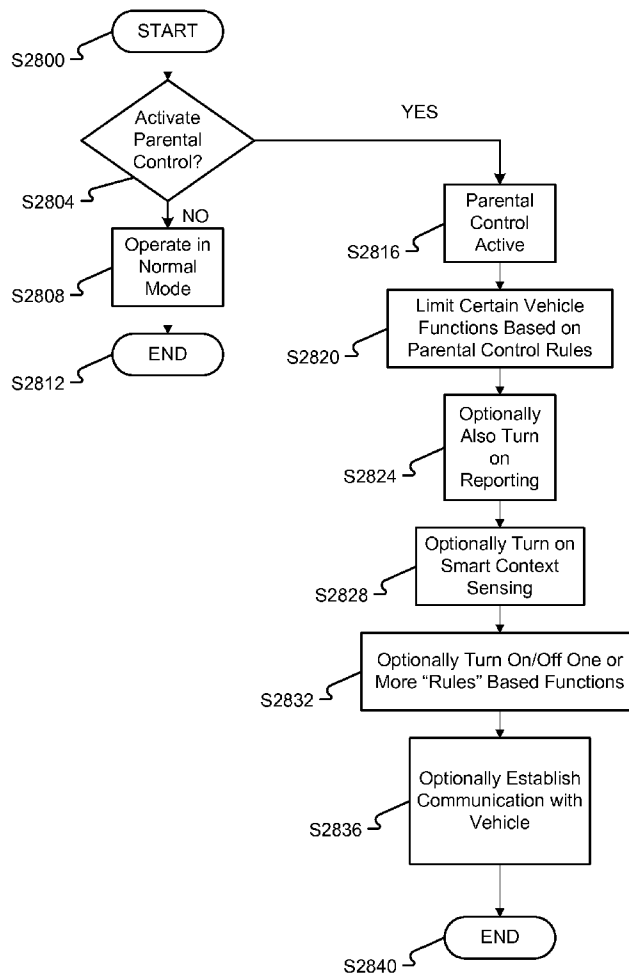 START
S2800
Activate
Parental
Control?
YES
S2804
NO
Operate in
Normal
Mode
S2808
END
S2812
Parental
Control
Active
S2816
Limit Certain Vehicle
Functions Based on
Parental Control Rules
S2820
Optionally
Also Turn
on
Reporting
S2824
Optionally Turn on
Smart Context
Sensing
S2828
Optionally Turn On/Off One or
More “Rules” Based Functions
S2832
Optionally Establish
Communication with
Vehicle
S2836
END
S2840